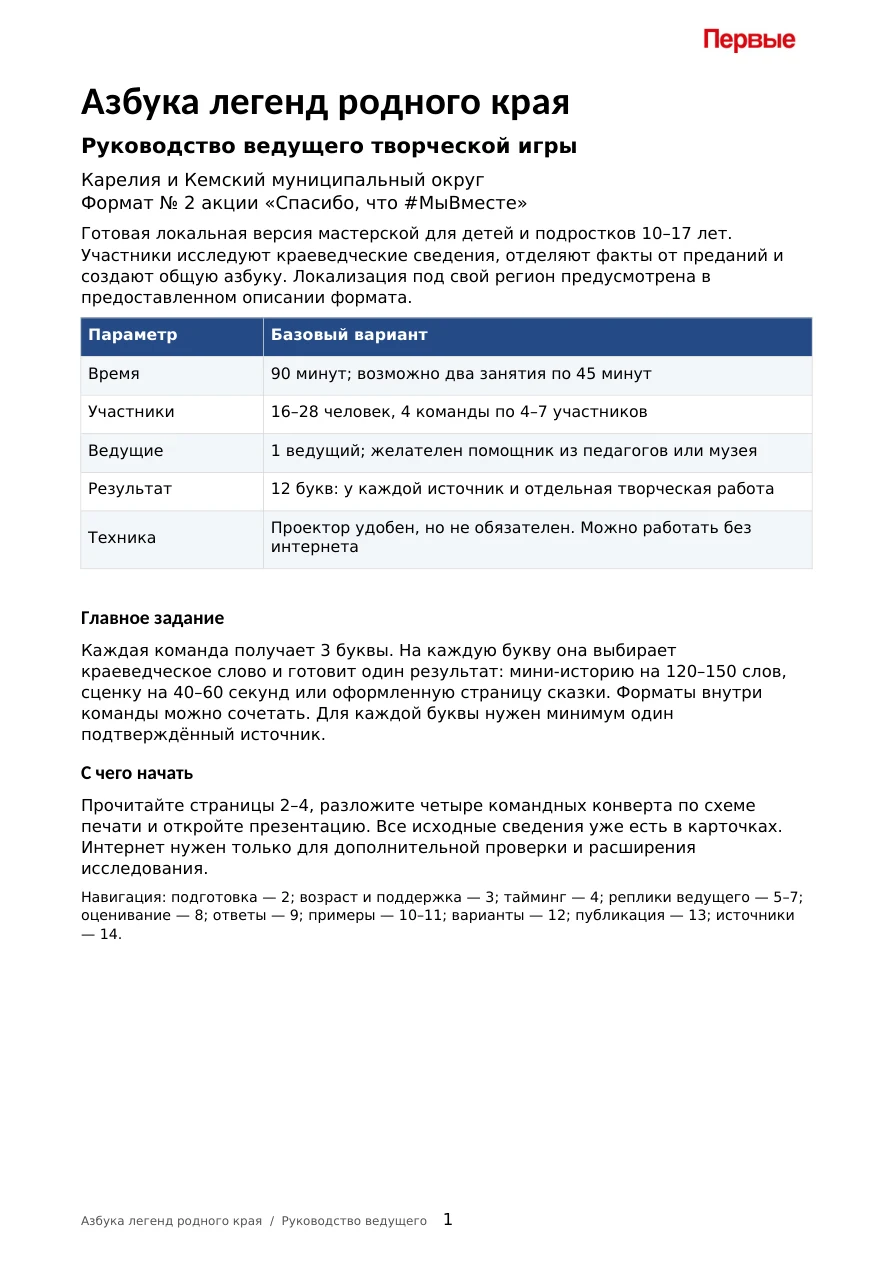 Первые
Азбука легенд родного края
Руководство ведущего творческой игры
Карелия и Кемский муниципальный округ
Формат № 2 акции «Спасибо, что #МыВместе»
Готовая локальная версия мастерской для детей и подростков 10–17 лет.
Участники исследуют краеведческие сведения, отделяют факты от преданий и
создают общую азбуку. Локализация под свой регион предусмотрена в
предоставленном описании формата.
Параметр Базовый вариант
Время 90 минут; возможно два занятия по 45 минут
Участники 16–28 человек, 4 команды по 4–7 участников
Ведущие 1 ведущий; желателен помощник из педагогов или музея
Результат 12 букв: у каждой источник и отдельная творческая работа
Техника Проектор удобен, но не обязателен. Можно работать без
интернета
Главное задание
Каждая команда получает 3 буквы. На каждую букву она выбирает
краеведческое слово и готовит один результат: мини-историю на 120–150 слов,
сценку на 40–60 секунд или оформленную страницу сказки. Форматы внутри
команды можно сочетать. Для каждой буквы нужен минимум один
подтверждённый источник.
С чего начать
Прочитайте страницы 2–4, разложите четыре командных конверта по схеме
печати и откройте презентацию. Все исходные сведения уже есть в карточках.
Интернет нужен только для дополнительной проверки и расширения
исследования.
Навигация: подготовка — 2; возраст и поддержка — 3; тайминг — 4; реплики ведущего — 5–7;
оценивание — 8; ответы — 9; примеры — 10–11; варианты — 12; публикация — 13; источники
— 14.
Азбука легенд родного края / Руководство ведущего 1